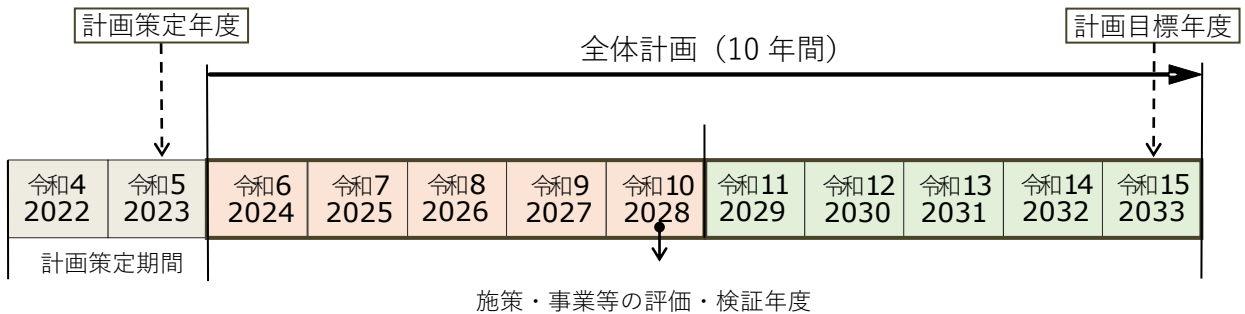 計画策定年度
計画目標年度
全体計画（10 年間）
令和4 令和5 令和6 令和7 令和8 令和9 令和10 令和11 令和12 令和13 令和14 令和15
2022 2023 2024 2025 2026 2027 2028 2029 2030 2031 2032 2033
計画策定期間
施策・事業等の評価・検証年度